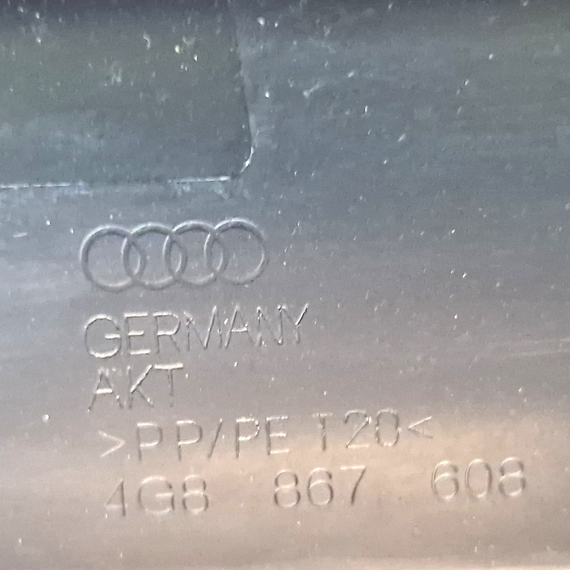 GERMANY
AKT
>PP/PE T20<
4G8 867 608